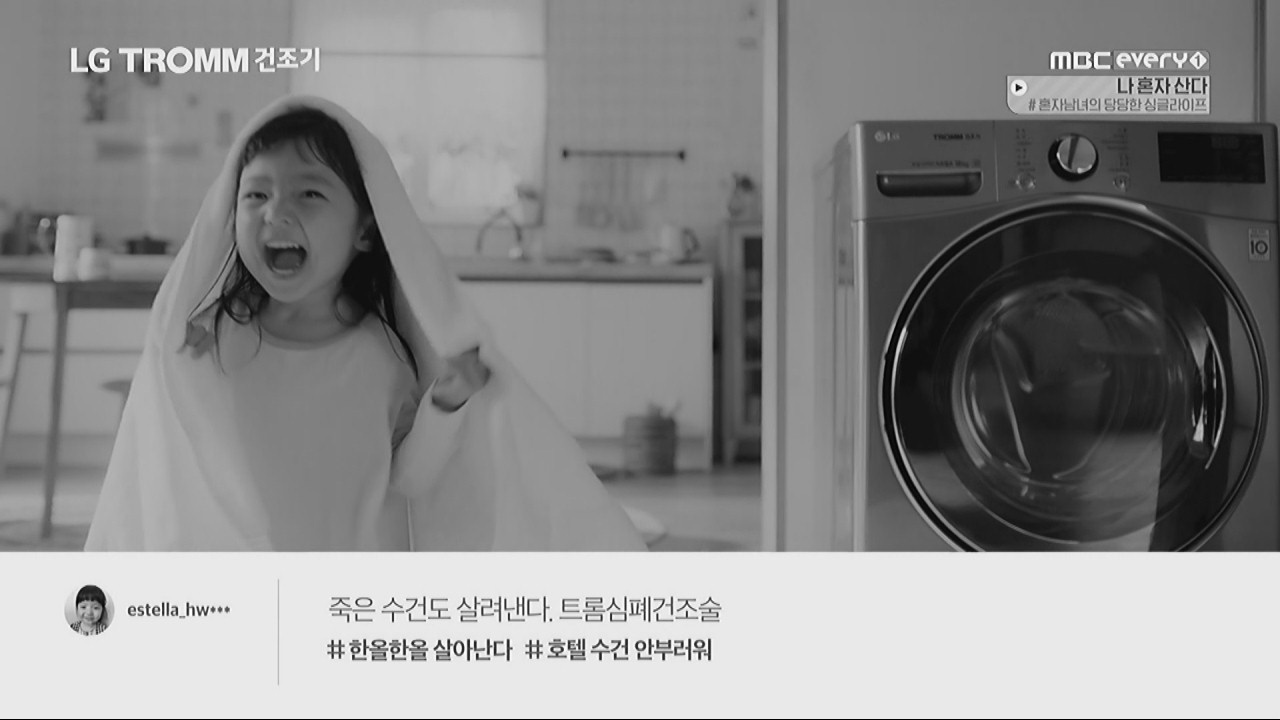 LG TROMM 건조기
MBC every1
나 혼자 산다
# 혼자남녀의 당당한 싱글라이프
LG
TROMM
estella_hw***
죽은 수건도 살려낸다. 트롬심폐건조술
# 한올한올 살아난다 # 호텔 수건 안부러워